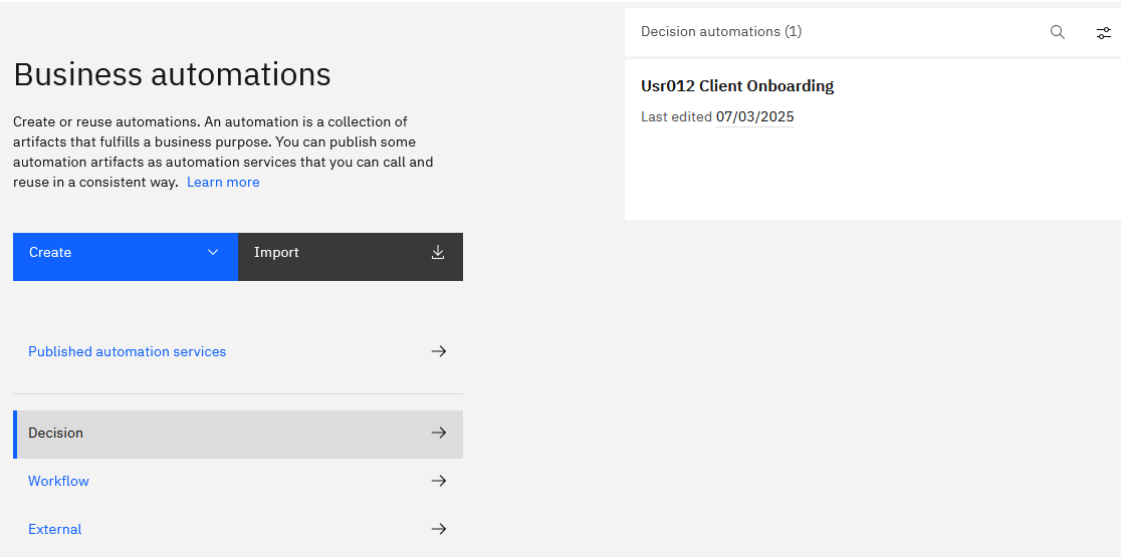 Business automations
Create or reuse automations. An automation is a collection of
artifacts that fulfills a business purpose. You can publish some
automation artifacts as automation services that you can call and
reuse in a consistent way. Learn more
Create
Import
Published automation services
Decision
Workflow
External
Decision automations (1)
Usr012 Client Onboarding
Last edited 07/03/2025